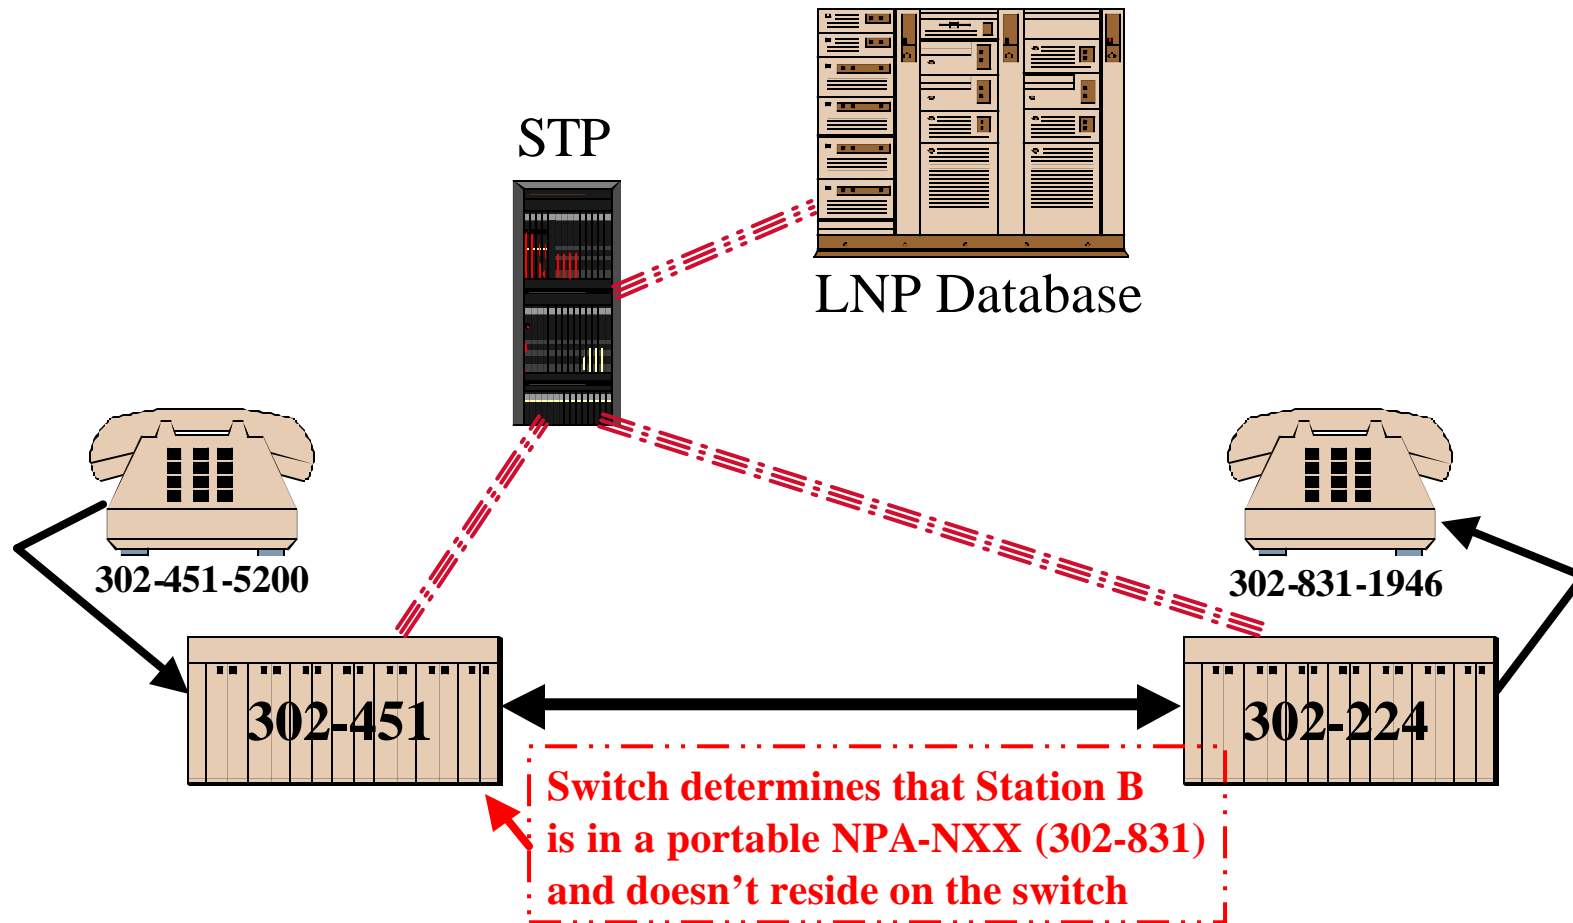 STP
LNP Database
302-451-5200
302-831-1946
302-451
302-224
Switch determines that Station B
is in a portable NPA-NXX (302-831)
and doesn’t reside on the switch